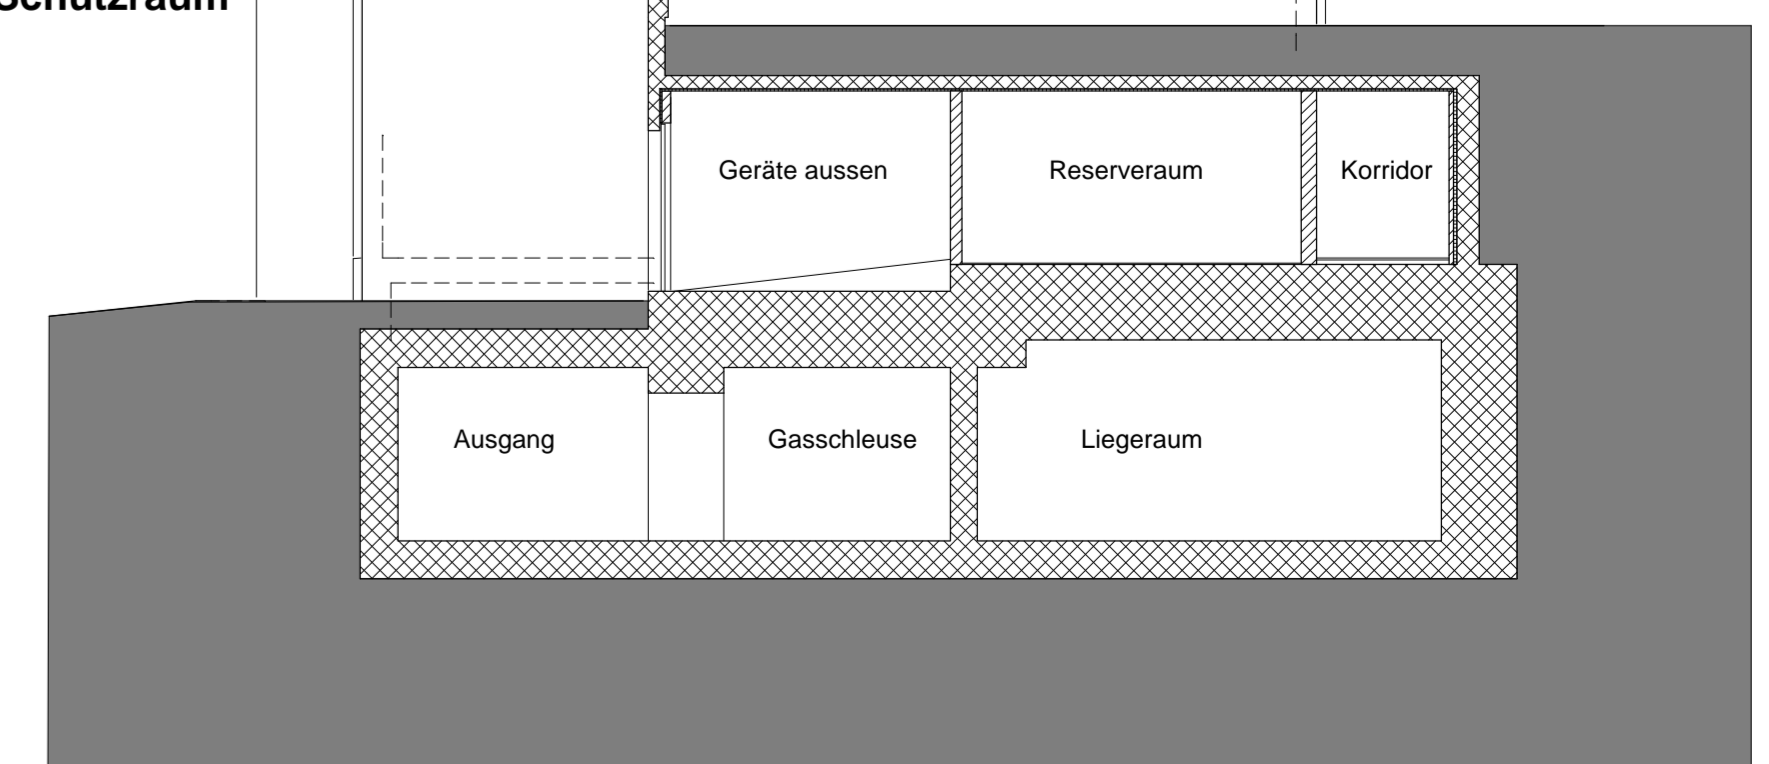 Schutzraum
Geräte aussen
Reserveraum
Korridor
Ausgang
Gasschleuse
Liegeraum